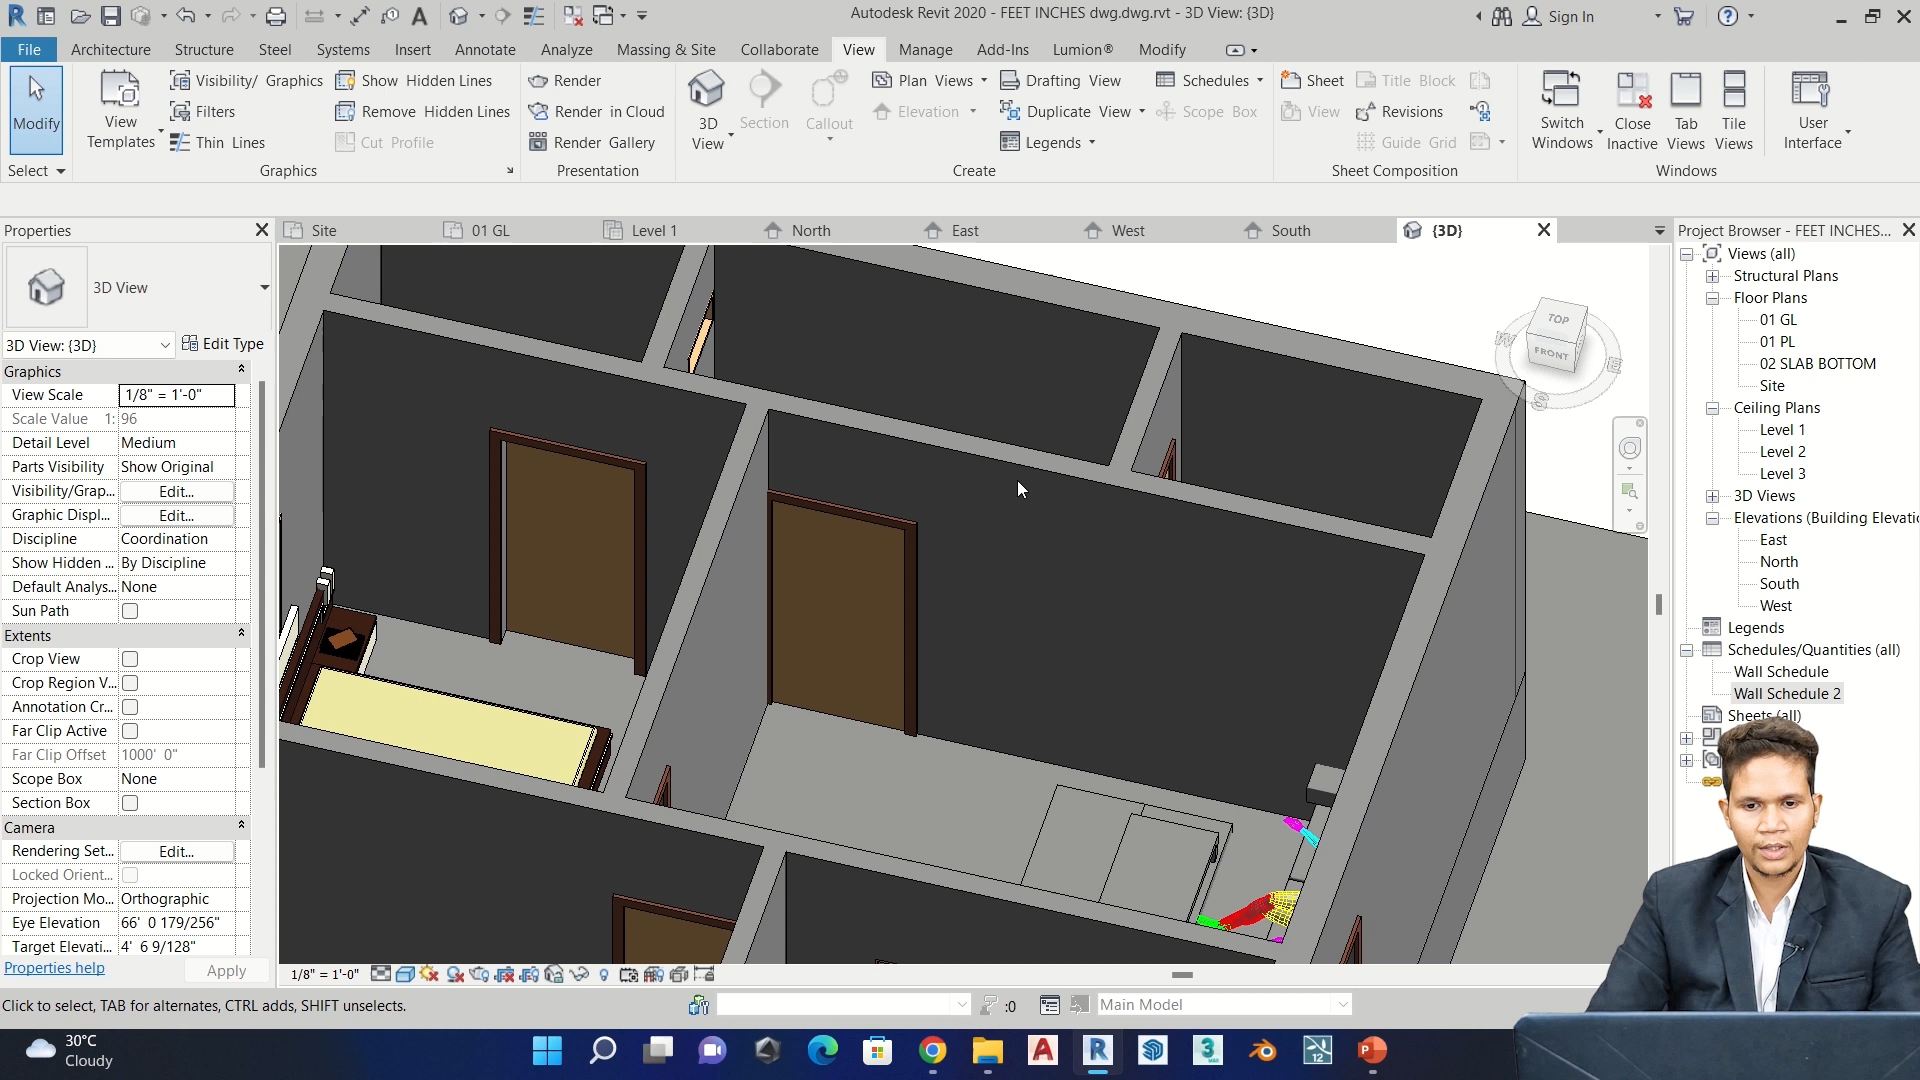 Autodesk Revit 2020 - FEET INCHES dwg.dwg.rvt - 3D View: {3D}
Sign In
File Architecture Structure Steel Systems Insert Annotate Analyze Massing & Site Collaborate View Manage Add-Ins Lumion® Modify
Modify
View Templates
Visibility/ Graphics
Filters
Thin Lines
Show Hidden Lines
Remove Hidden Lines
Cut Profile
Render
Render in Cloud
Render Gallery
3D View
Section
Callout
Plan Views
Elevation
Drafting View
Duplicate View
Legends
Schedules
Scope Box
Sheet
View
Title Block
Revisions
Guide Grid
Switch Windows
Close Inactive
Tab Views
Tile Views
User Interface
Select
Graphics
Presentation
Create
Sheet Composition
Windows
Properties
Site
01 GL
Level 1
North
East
West
South
{3D}
Project Browser - FEET INCHES...
3D View
3D View: {3D}
Edit Type
Graphics
View Scale 1/8" = 1'-0"
Scale Value 1: 96
Detail Level Medium
Parts Visibility Show Original
Visibility/Grap... Edit...
Graphic Displ... Edit...
Discipline Coordination
Show Hidden ... By Discipline
Default Analys... None
Sun Path
Extents
Crop View
Crop Region V...
Annotation Cr...
Far Clip Active
Far Clip Offset 1000' 0"
Scope Box None
Section Box
Camera
Rendering Set... Edit...
Locked Orient...
Projection Mo... Orthographic
Eye Elevation 66' 0 179/256"
Target Elevati... 4' 6 9/128"
Properties help
Apply
TOP
FRONT
W
E
S
Views (all)
Structural Plans
Floor Plans
01 GL
01 PL
02 SLAB BOTTOM
Site
Ceiling Plans
Level 1
Level 2
Level 3
3D Views
Elevations (Building Elevatio
East
North
South
West
Legends
Schedules/Quantities (all)
Wall Schedule
Wall Schedule 2
Sheets (all)
1/8" = 1'-0"
Click to select, TAB for alternates, CTRL adds, SHIFT unselects.
:0
Main Model
30°C
Cloudy